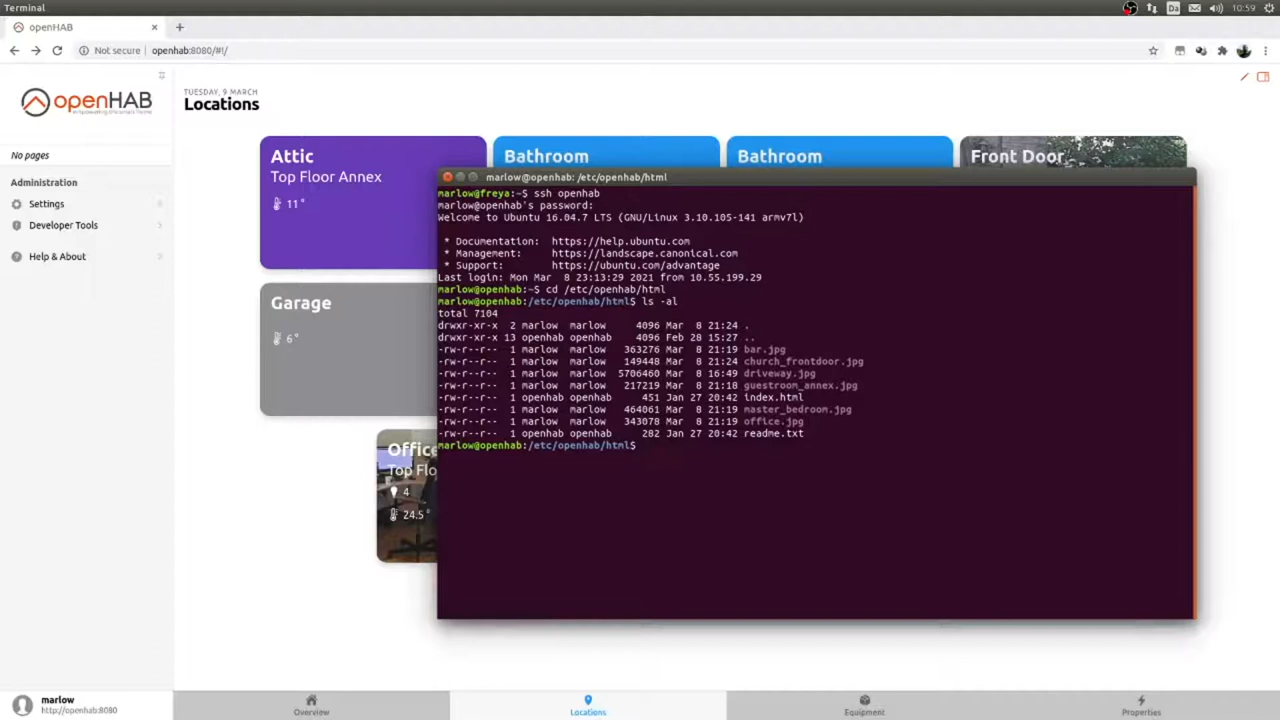 Terminal
Da
10:59
openHAB
Not secure
openhab:8080/#!/
openHAB
TUESDAY, 9 MARCH
Locations
No pages
Administration
Settings
Developer Tools
Help & About
Attic
Top Floor Annex
11°
Bathroom
Bathroom
Front Door
Garage
6°
Office
Top Flo
4
24.5°
marlow@openhab: /etc/openhab/html
marlow@freya:~$ ssh openhab
marlow@openhab's password:
Welcome to Ubuntu 16.04.7 LTS (GNU/Linux 3.10.105-141 armv7l)
* Documentation:  https://help.ubuntu.com
* Management:     https://landscape.canonical.com
* Support:        https://ubuntu.com/advantage
Last login: Mon Mar  8 23:13:29 2021 from 10.55.199.29
marlow@openhab:~$ cd /etc/openhab/html
marlow@openhab:/etc/openhab/html$ ls -al
total 7104
drwxr-xr-x  2 marlow  marlow     4096 Mar  8 21:24 .
drwxr-xr-x 13 openhab openhab    4096 Feb 28 15:27 ..
-rw-r--r--  1 marlow  marlow   363276 Mar  8 21:19 bar.jpg
-rw-r--r--  1 marlow  marlow   149448 Mar  8 21:24 church_frontdoor.jpg
-rw-r--r--  1 marlow  marlow  5706460 Mar  8 16:49 driveway.jpg
-rw-r--r--  1 marlow  marlow   217219 Mar  8 21:18 guestroom_annex.jpg
-rw-r--r--  1 openhab openhab     451 Jan 27 20:42 index.html
-rw-r--r--  1 marlow  marlow   464061 Mar  8 21:19 master_bedroom.jpg
-rw-r--r--  1 marlow  marlow   343078 Mar  8 21:19 office.jpg
-rw-r--r--  1 openhab openhab     282 Jan 27 20:42 readme.txt
marlow@openhab:/etc/openhab/html$
marlow
http://openhab:8080
Overview
Locations
Equipment
Properties